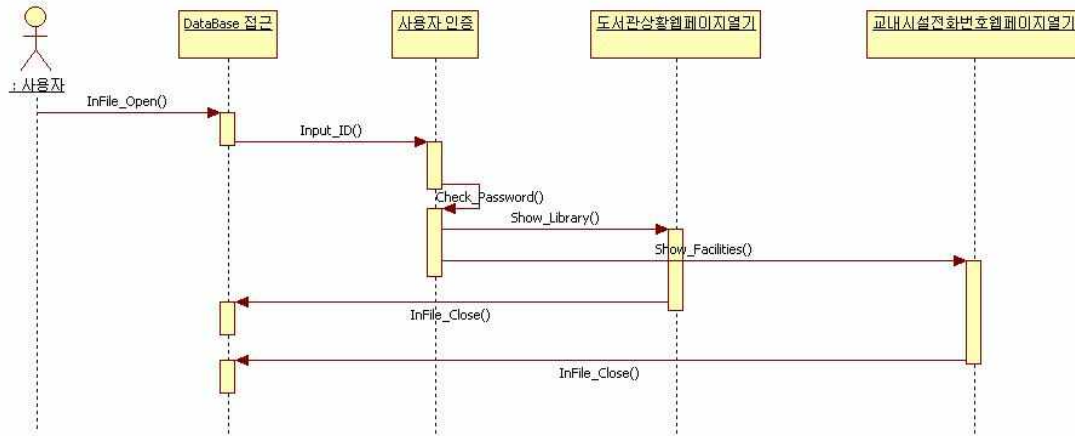 DataBase 접근
사용자 인증
도서관상황웹페이지열기
교내시설전화번호웹페이지열기
: 사용자
InFile_Open()
Input_ID()
Check_Password()
Show_Library()
Show_Facilities()
InFile_Close()
InFile_Close()